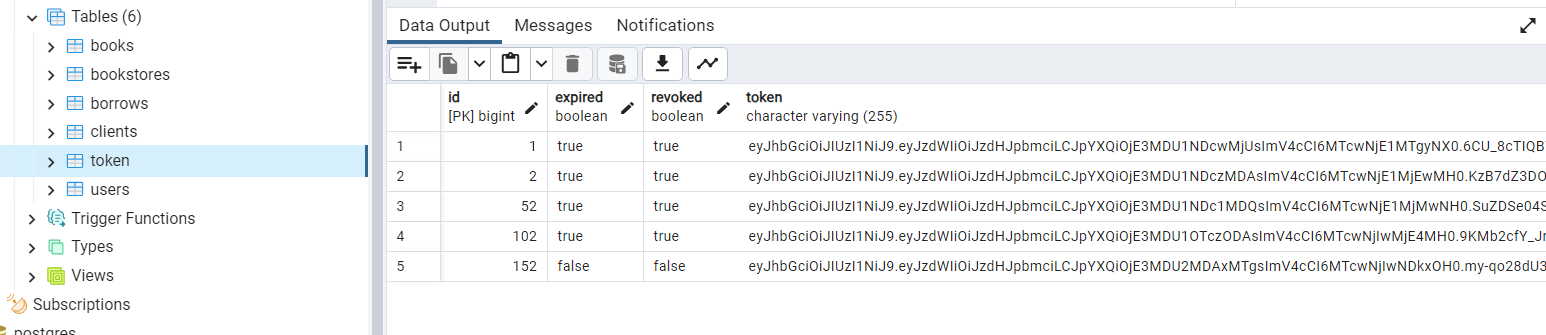 Tables (6)
books
bookstores
borrows
clients
token
users
Trigger Functions
Types
Views
Subscriptions
postgres
Data Output Messages Notifications
id expired revoked token
[PK] bigint boolean boolean character varying (255)
1 1 true true eyJhbGciOiJIUzI1NiJ9.eyJzdWIiOiJzdHJpbmciLCJpYXQiOjE3MDU1NDcwMjUsImV4cCI6MTcwNjE1MTgyNX0.6CU_8cTIQB
2 2 true true eyJhbGciOiJIUzI1NiJ9.eyJzdWIiOiJzdHJpbmciLCJpYXQiOjE3MDU1NDczMDAsImV4cCI6MTcwNjE1MjEwMH0.KzB7dZ3DO
3 52 true true eyJhbGciOiJIUzI1NiJ9.eyJzdWIiOiJzdHJpbmciLCJpYXQiOjE3MDU1NDc1MDQsImV4cCI6MTcwNjE1MjMwNH0.SuZDSe04S
4 102 true true eyJhbGciOiJIUzI1NiJ9.eyJzdWIiOiJzdHJpbmciLCJpYXQiOjE3MDU1OTczODAsImV4cCI6MTcwNjIwMjE4MH0.9KMb2cfY_Jr
5 152 false false eyJhbGciOiJIUzI1NiJ9.eyJzdWIiOiJzdHJpbmciLCJpYXQiOjE3MDU2MDAxMTgsImV4cCI6MTcwNjIwNDkxOH0.my-qo28dU3